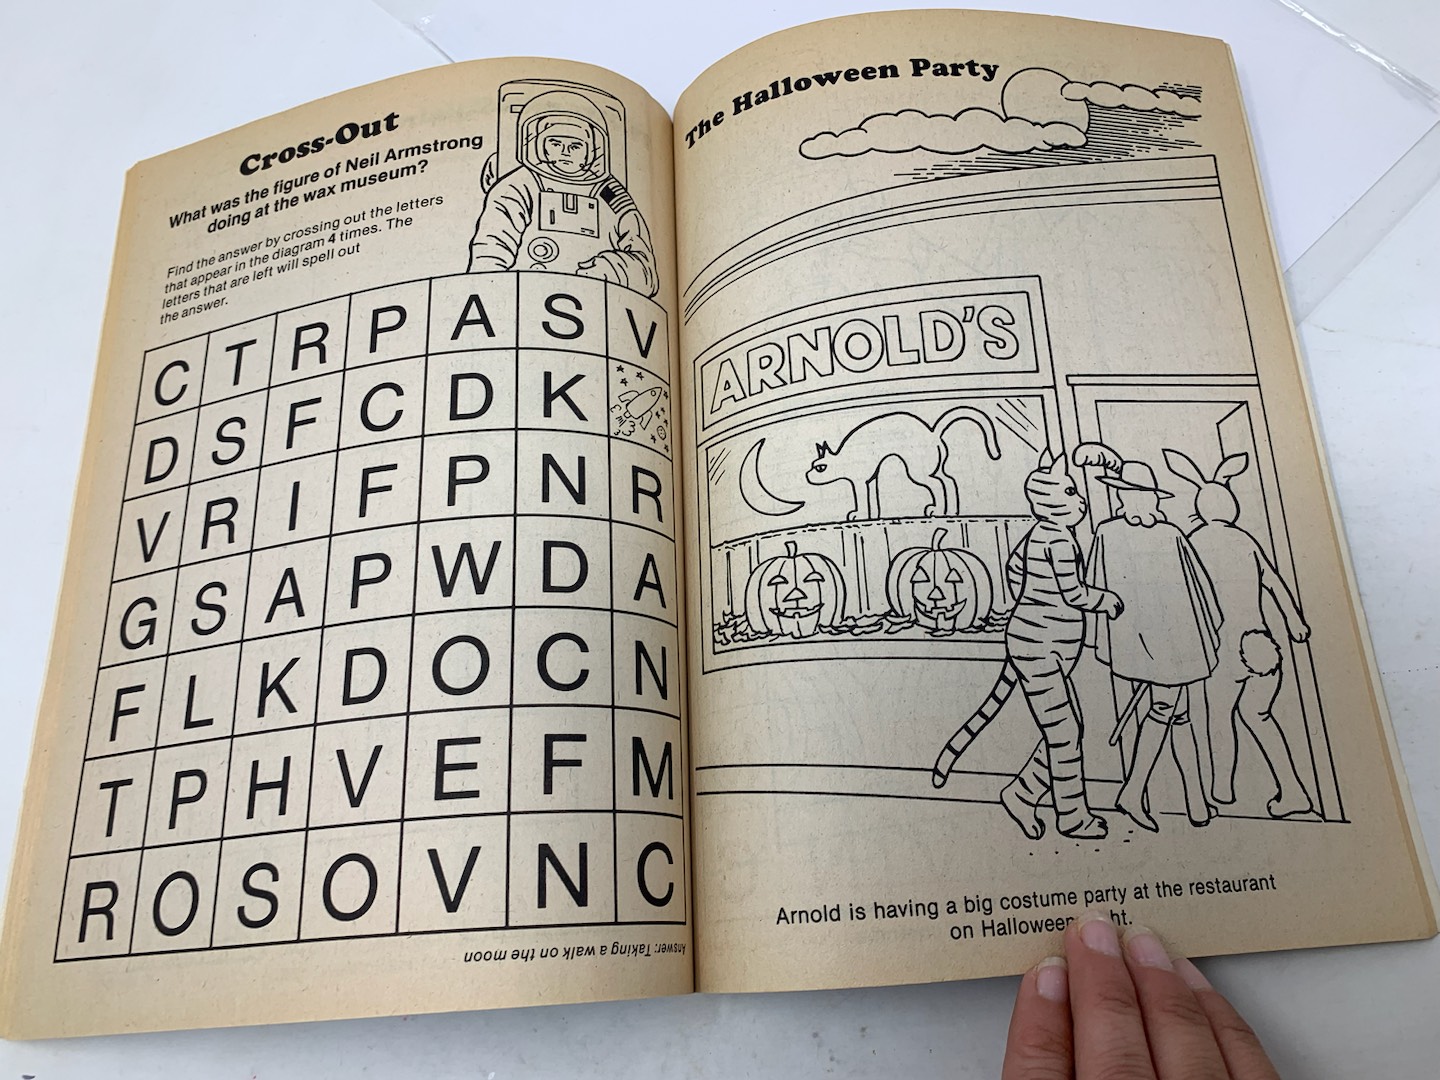 Cross-Out
What was the figure of Neil Armstrong
doing at the wax museum?
Find the answer by crossing out the letters
that appear in the diagram 4 times. The
letters that are left will spell out
the answer.
C T R P A S V
D S F C D K
V R I F P N R
G S A P W D A
F L K D O C N
T P H V E F M
R O S O V N C
Answer: Taking a walk on the moon
The Halloween Party
ARNOLD'S
Arnold is having a big costume party at the restaurant
on Halloween